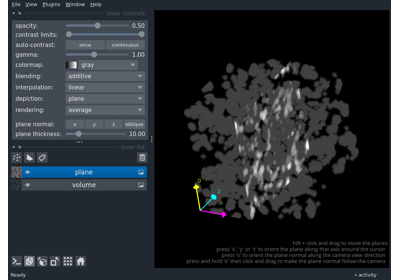 File View Plugins Window Help
layer controls
opacity: 0.50
contrast limits:
auto-contrast: once continuous
gamma: 1.00
colormap: gray
blending: additive
interpolation: linear
depiction: plane
rendering: average
plane normal: x y z oblique
plane thickness: 10.00
layer list
plane
volume
shift + click and drag to move the planes
press 'x', 'y' or 'z' to orient the plane along that axis around the cursor
press 'o' to orient the plane normal along the camera view direction
press and hold 'o' then click and drag to make the plane normal follow the camera
Ready
activity